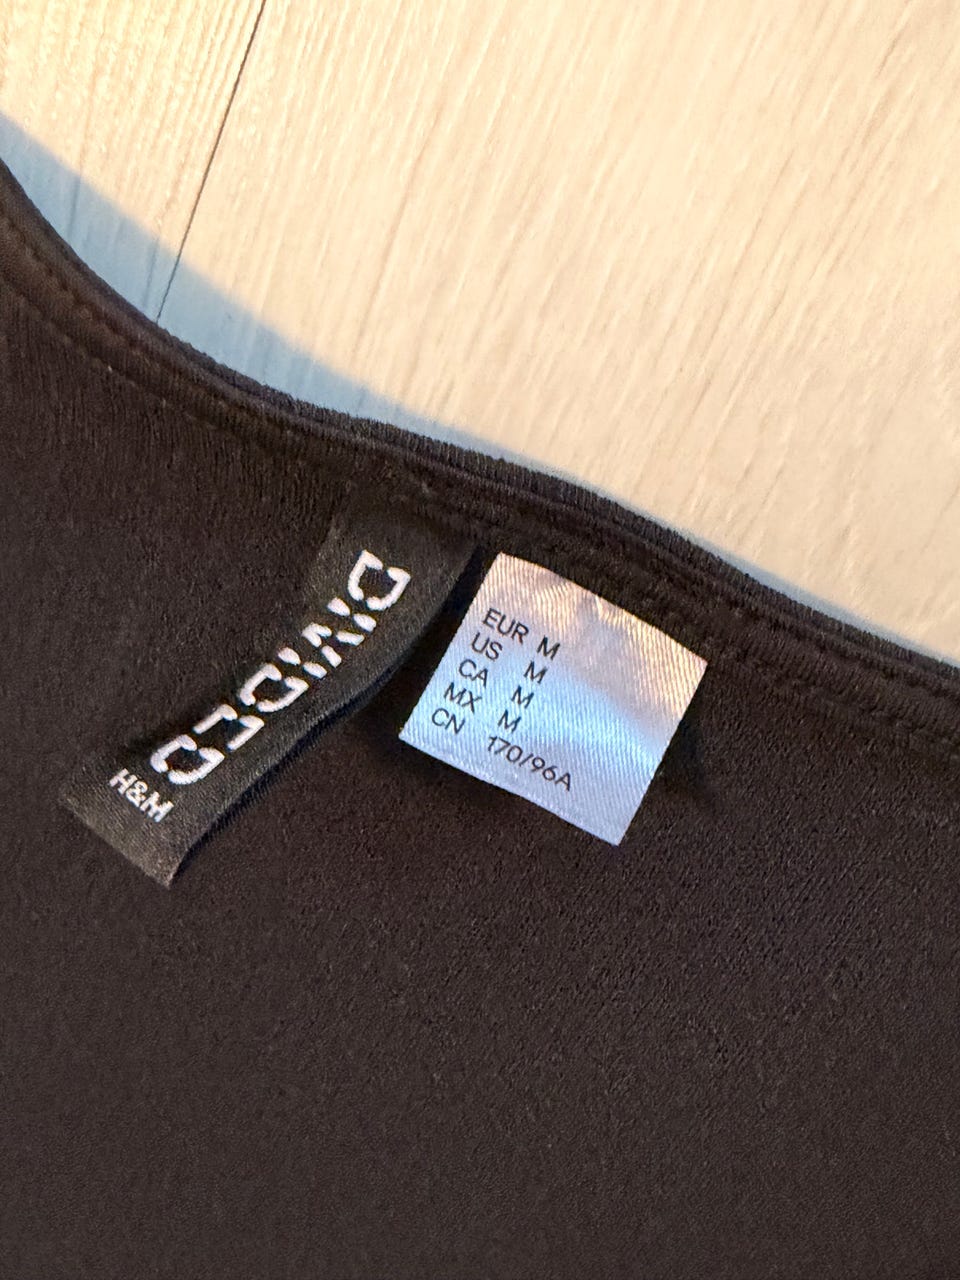 DIVIDED
H&M
EUR M
US M
CA M
MX M
CN 170/96A